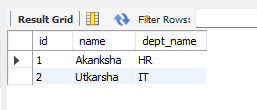 Result Grid Filter Rows:
id name dept_name
1 Akanksha HR
2 Utkarsha IT